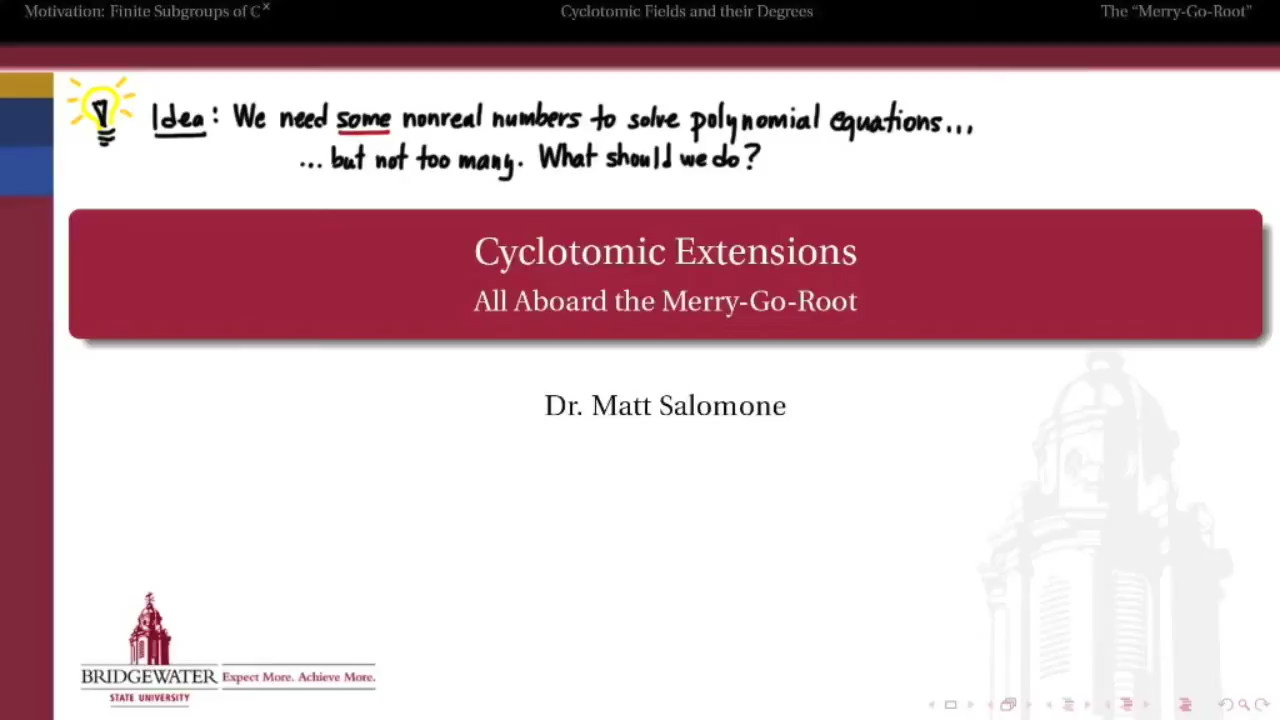 Motivation: Finite Subgroups of ℂ× Cyclotomic Fields and their Degrees The “Merry-Go-Root”
Idea: We need some nonreal numbers to solve polynomial equations...
... but not too many. What should we do?
Cyclotomic Extensions
All Aboard the Merry-Go-Root
Dr. Matt Salomone
BRIDGEWATER Expect More. Achieve More.
STATE UNIVERSITY